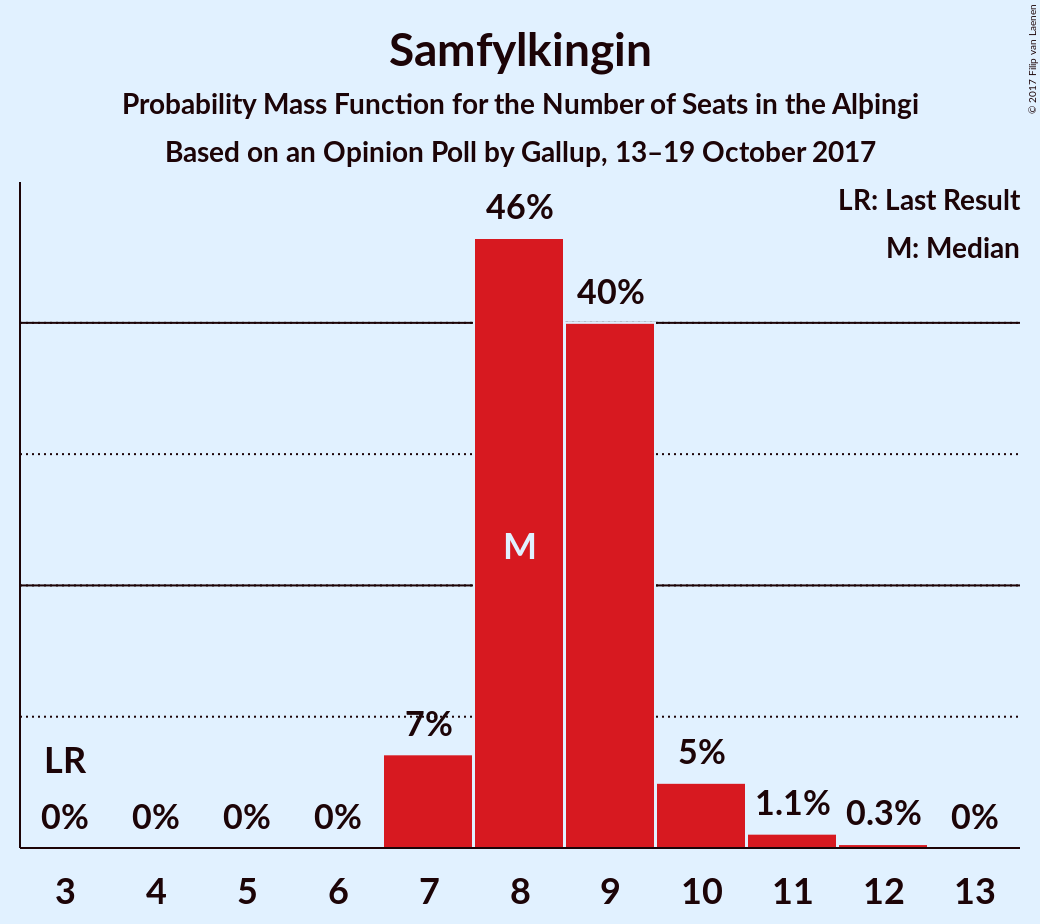 Samfylkingin
Probability Mass Function for the Number of Seats in the Alþingi
Based on an Opinion Poll by Gallup, 13–19 October 2017
© 2017 Filip van Laenen
LR: Last Result
M: Median
46%
40%
M
7%
5%
LR
1.1%
0.3%
0% 0% 0% 0% 0%
3 4 5 6 7 8 9 10 11 12 13